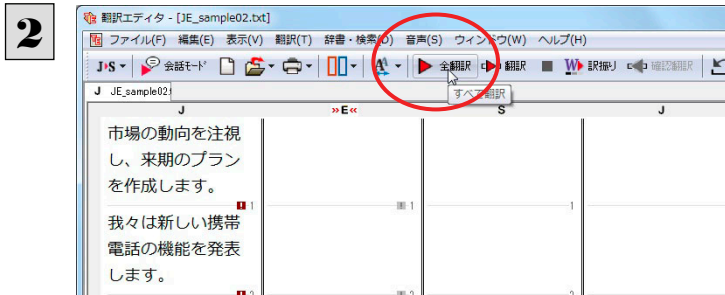 2
翻訳エディタ - [JE_sample02.txt]
ファイル(F) 編集(E) 表示(V) 翻訳(T) 辞書・検索(D) 音声(S) ウィンドウ(W) ヘルプ(H)
J›S 会話モード 全翻訳 翻訳 訳振り 確認翻訳
すべて翻訳
J JE_sample02
J »E« S J
市場の動向を注視
し、来期のプラン
を作成します。
1 1 1
我々は新しい携帯
電話の機能を発表
します。
2 2 2